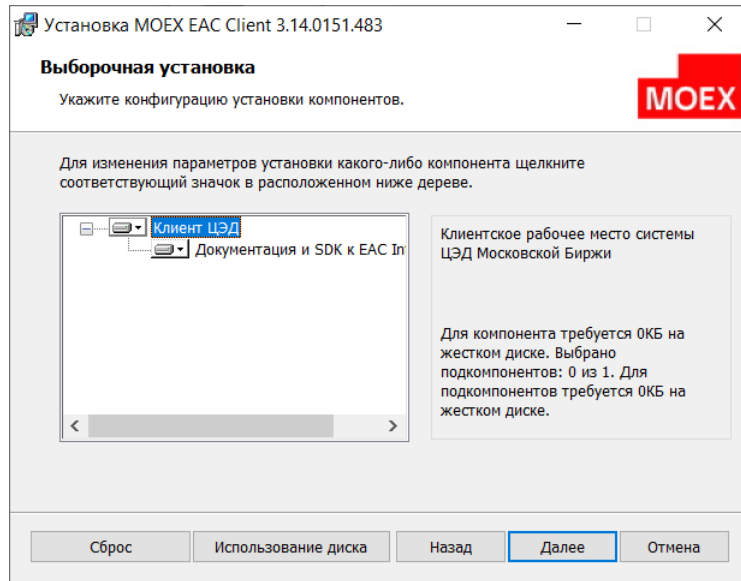 Установка MOEX EAC Client 3.14.0151.483
Выборочная установка
Укажите конфигурацию установки компонентов.
MOEX
Для изменения параметров установки какого-либо компонента щелкните
соответствующий значок в расположенном ниже дереве.
Клиент ЦЭД
Документация и SDK к EAC In
Клиентское рабочее место системы
ЦЭД Московской Биржи
Для компонента требуется 0КБ на
жестком диске. Выбрано
подкомпонентов: 0 из 1. Для
подкомпонентов требуется 0КБ на
жестком диске.
Сброс
Использование диска
Назад
Далее
Отмена